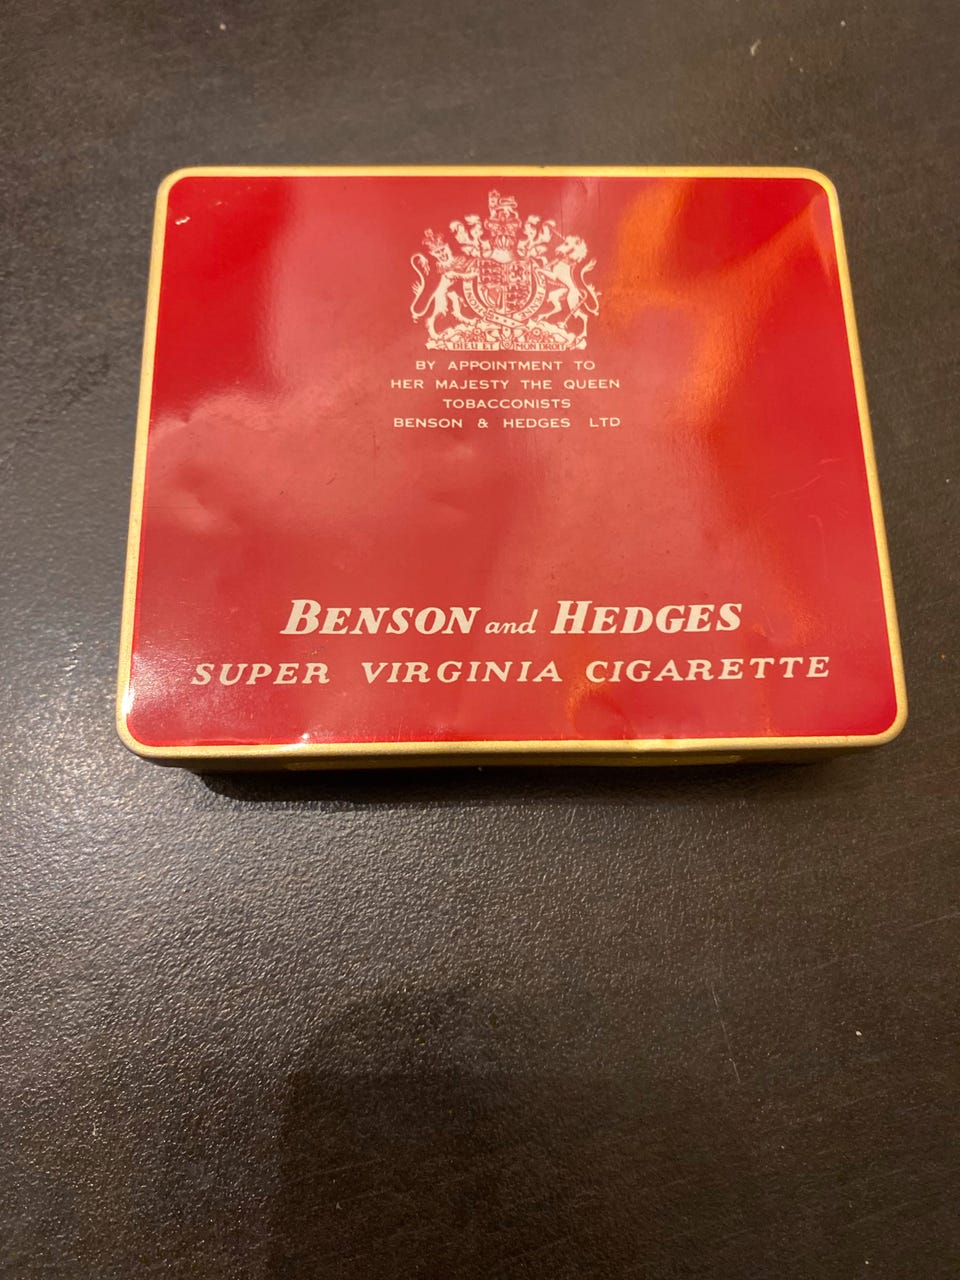 DIEU ET MON DROIT
BY APPOINTMENT TO
HER MAJESTY THE QUEEN
TOBACCONISTS
BENSON & HEDGES LTD
BENSON and HEDGES
SUPER VIRGINIA CIGARETTE